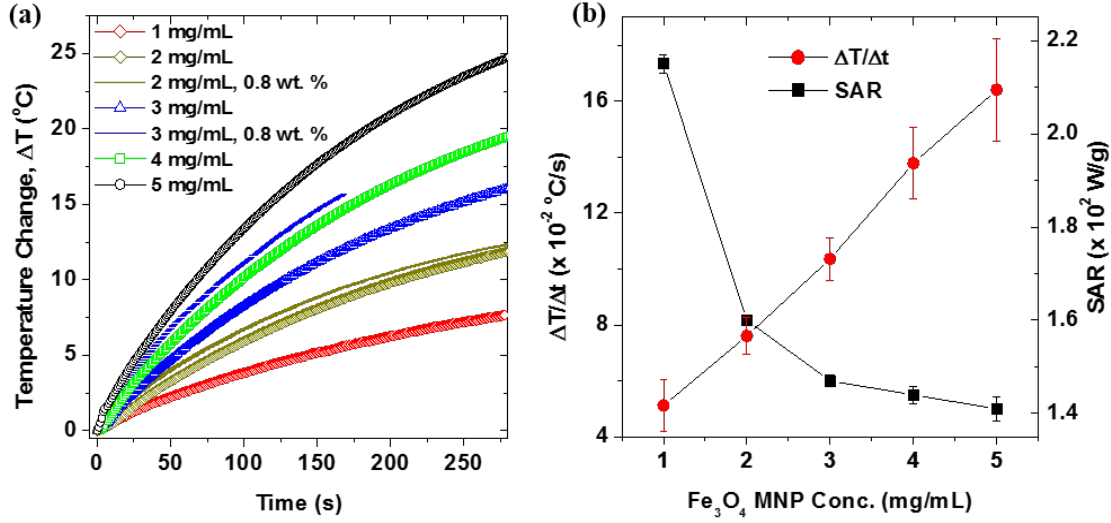 (a)
1 mg/mL
2 mg/mL
2 mg/mL, 0.8 wt. %
3 mg/mL
3 mg/mL, 0.8 wt. %
4 mg/mL
5 mg/mL
Temperature Change, ΔT (°C)
25
20
15
10
5
0
0 50 100 150 200 250
Time (s)
(b)
ΔT/Δt
SAR
ΔT/Δt (x 10⁻² °C/s)
16
12
8
4
SAR (x 10² W/g)
2.2
2.0
1.8
1.6
1.4
1 2 3 4 5
Fe₃O₄ MNP Conc. (mg/mL)